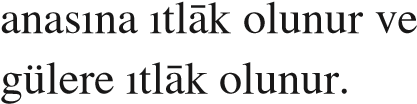 anasına ıtlāk olunur ve
gülere ıtlāk olunur.